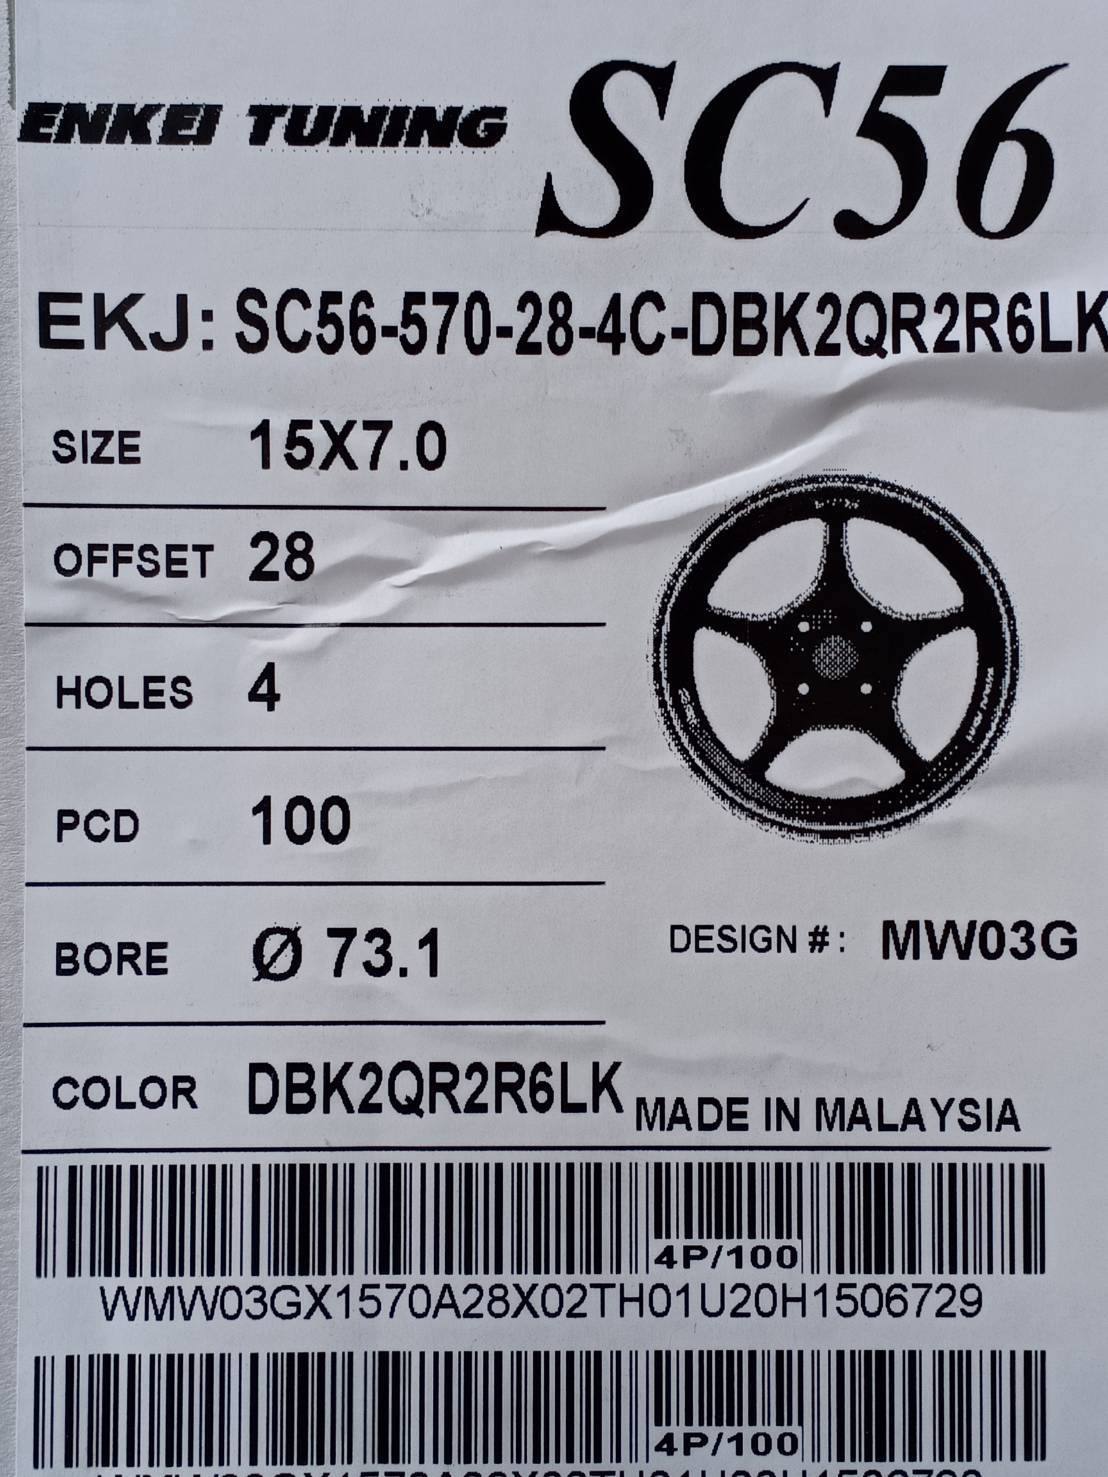 ENKEI TUNING
SC56
EKJ: SC56-570-28-4C-DBK2QR2R6LK
SIZE 15X7.0
OFFSET 28
HOLES 4
PCD 100
BORE Ø 73.1
DESIGN #: MW03G
COLOR DBK2QR2R6LK
MADE IN MALAYSIA
4P/100
WMW03GX1570A28X02TH01U20H1506729
4P/100